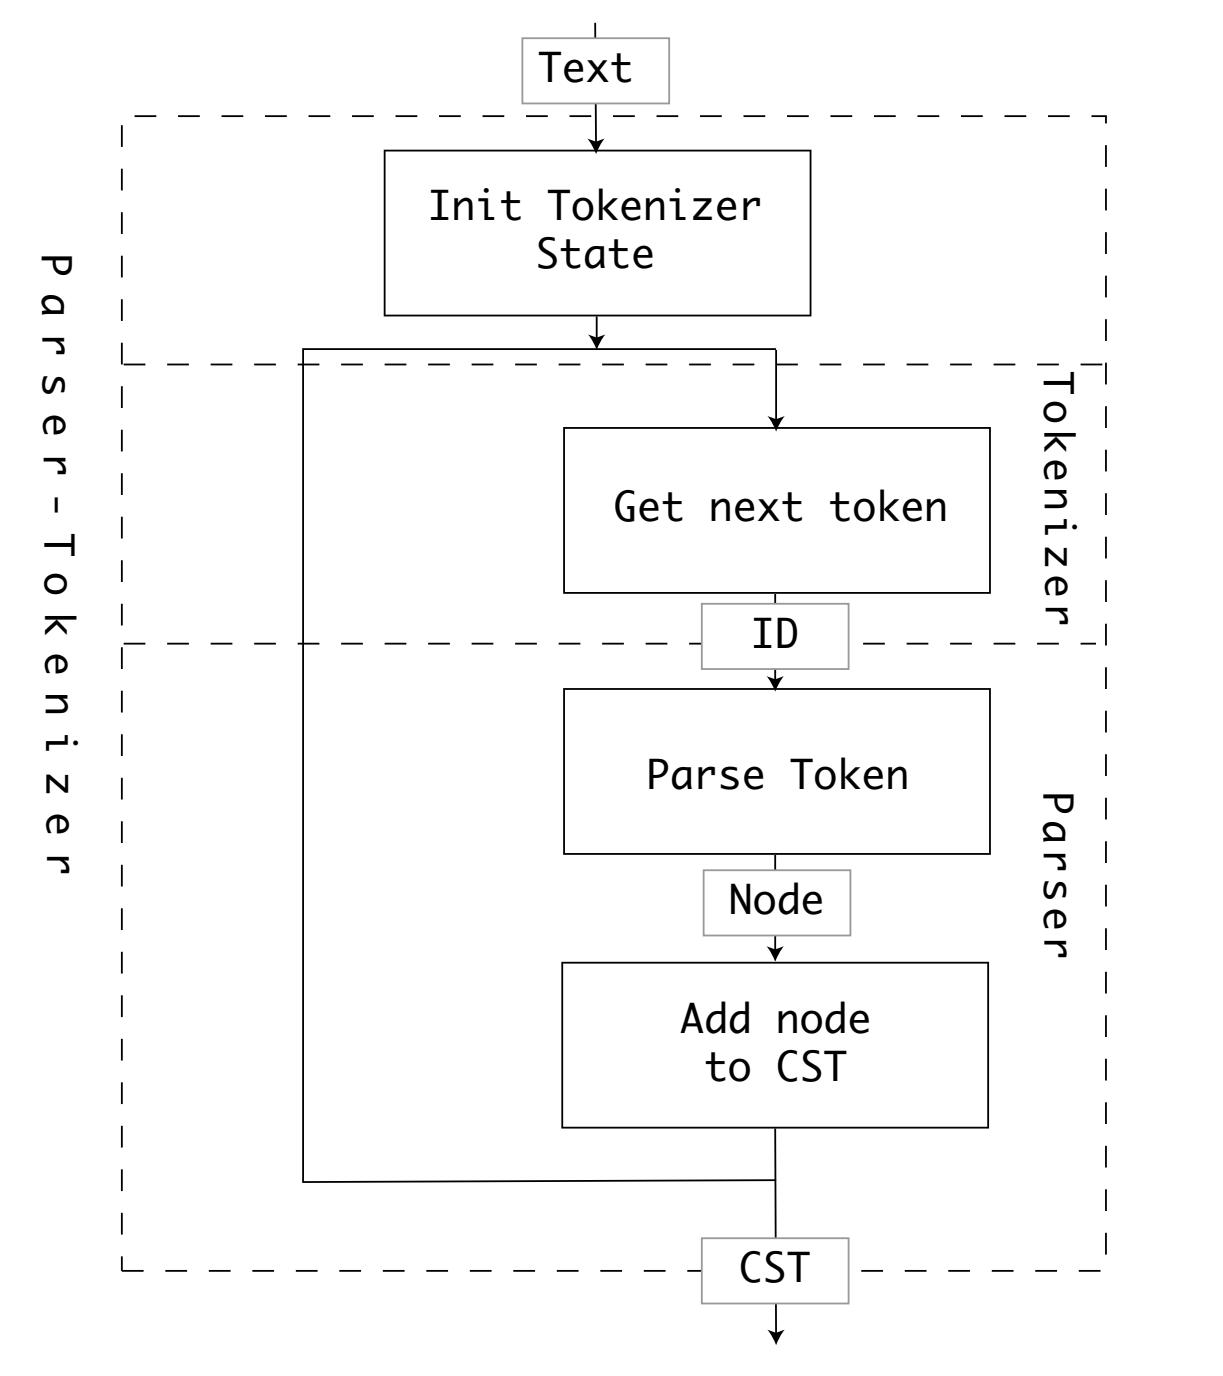 Text
Init Tokenizer
State
Parser-Tokenizer
Tokenizer
Get next token
ID
Parse Token
Parser
Node
Add node
to CST
CST